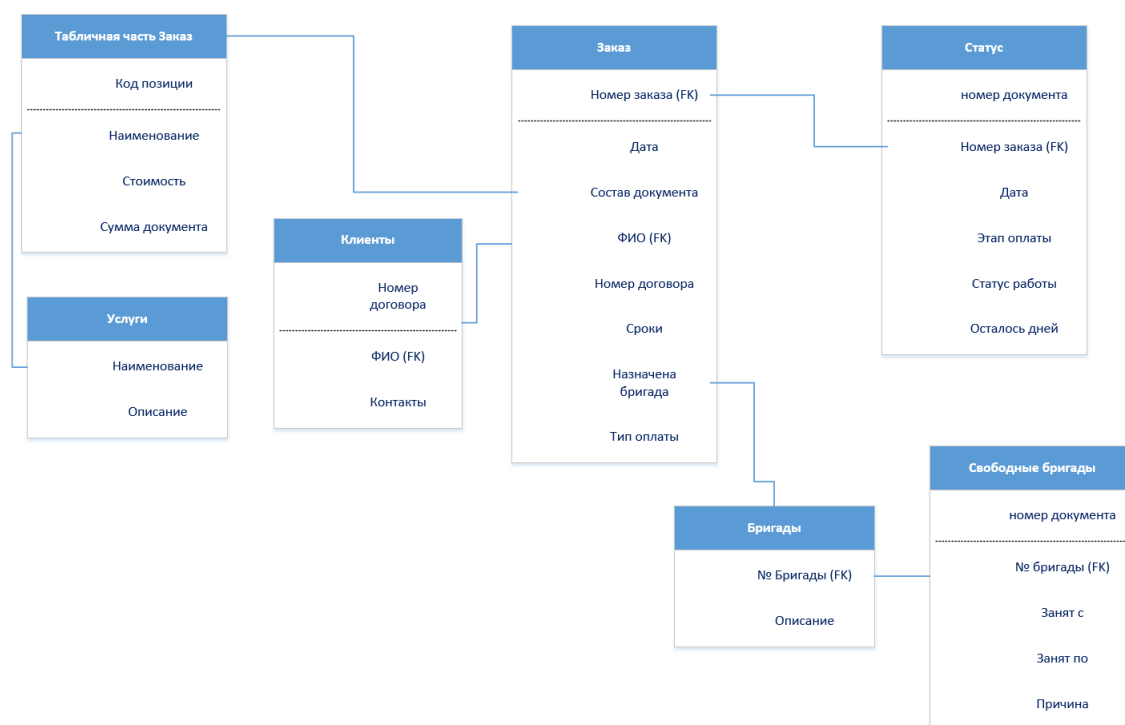 Табличная часть Заказ
Код позиции
Наименование
Стоимость
Сумма документа
Услуги
Наименование
Описание
Клиенты
Номер
договора
ФИО (FK)
Контакты
Заказ
Номер заказа (FK)
Дата
Состав документа
ФИО (FK)
Номер договора
Сроки
Назначена
бригада
Тип оплаты
Статус
номер документа
Номер заказа (FK)
Дата
Этап оплаты
Статус работы
Осталось дней
Бригады
№ Бригады (FK)
Описание
Свободные бригады
номер документа
№ бригады (FK)
Занят с
Занят по
Причина